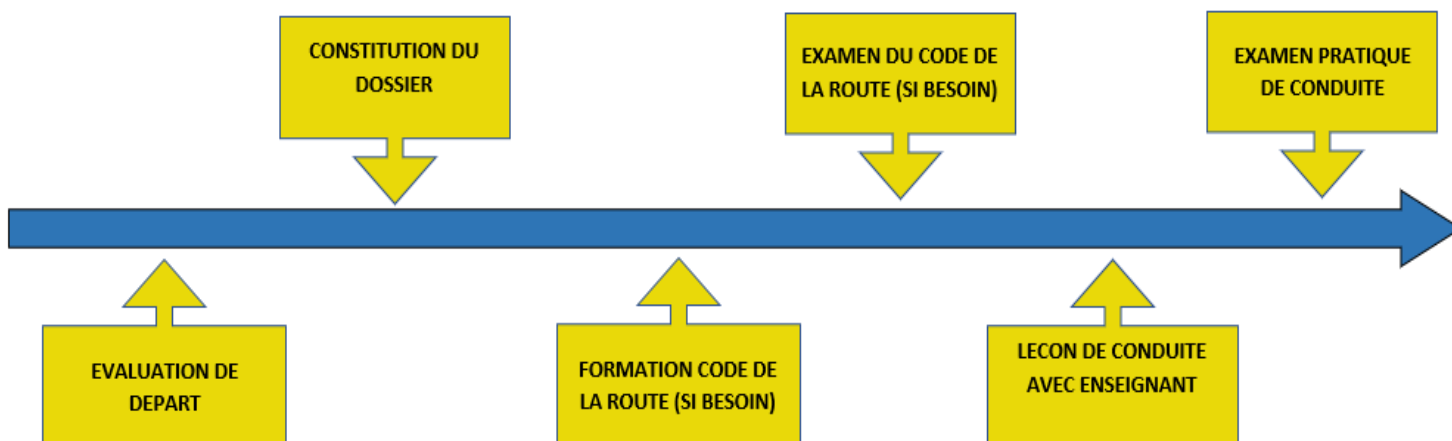 CONSTITUTION DU
DOSSIER
EXAMEN DU CODE DE
LA ROUTE (SI BESOIN)
EXAMEN PRATIQUE
DE CONDUITE
EVALUATION DE
DEPART
FORMATION CODE DE
LA ROUTE (SI BESOIN)
LECON DE CONDUITE
AVEC ENSEIGNANT